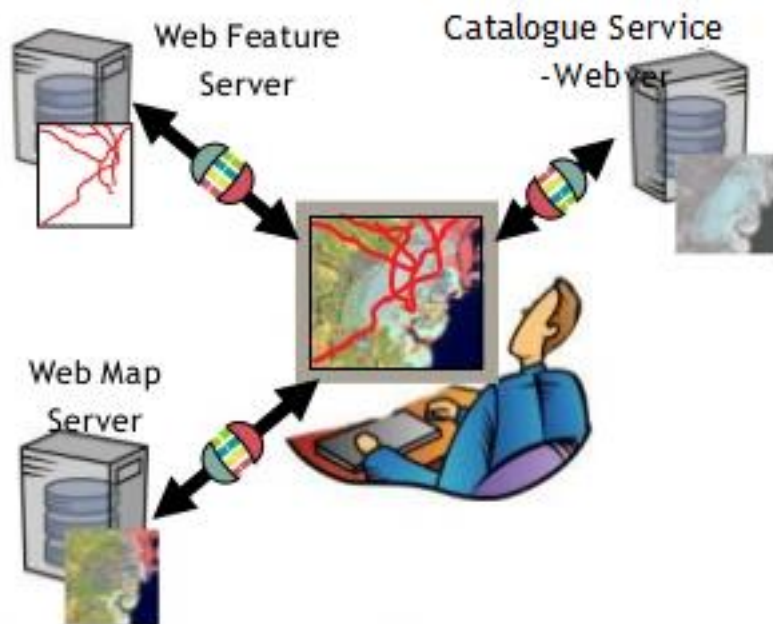 Web Feature
Server
Catalogue Service
-Webver
Web Map
Server